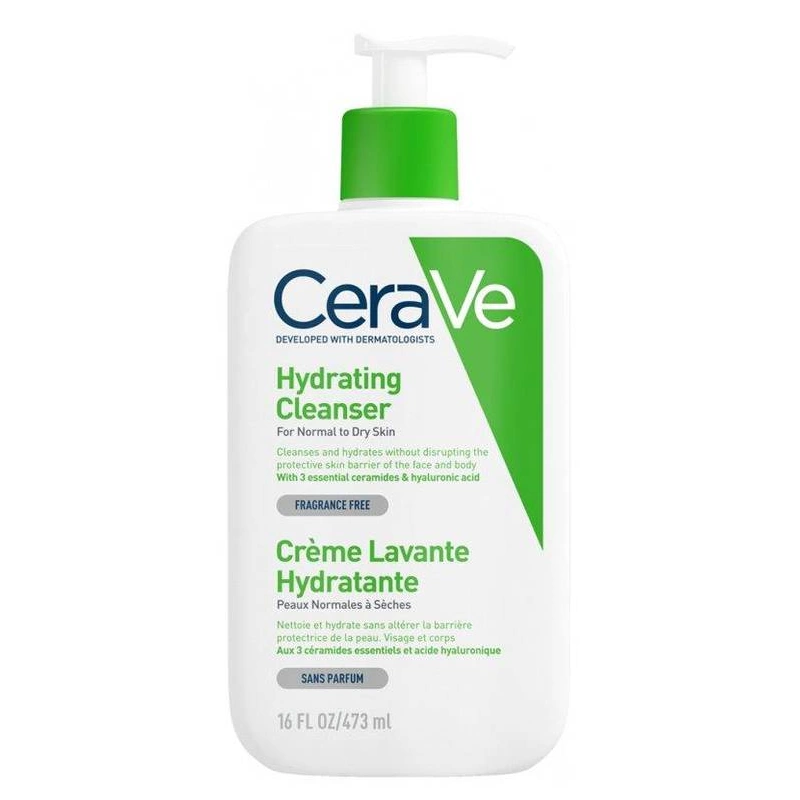 CeraVe
DEVELOPED WITH DERMATOLOGISTS
Hydrating
Cleanser
For Normal to Dry Skin
Cleanses and hydrates without disrupting the
protective skin barrier of the face and body
With 3 essential ceramides & hyaluronic acid
FRAGRANCE FREE
Crème Lavante
Hydratante
Peaux Normales à Sèches
Nettoie et hydrate sans altérer la barrière
protectrice de la peau. Visage et corps
Aux 3 céramides essentiels et acide hyaluronique
SANS PARFUM
16 FL OZ/473 ml